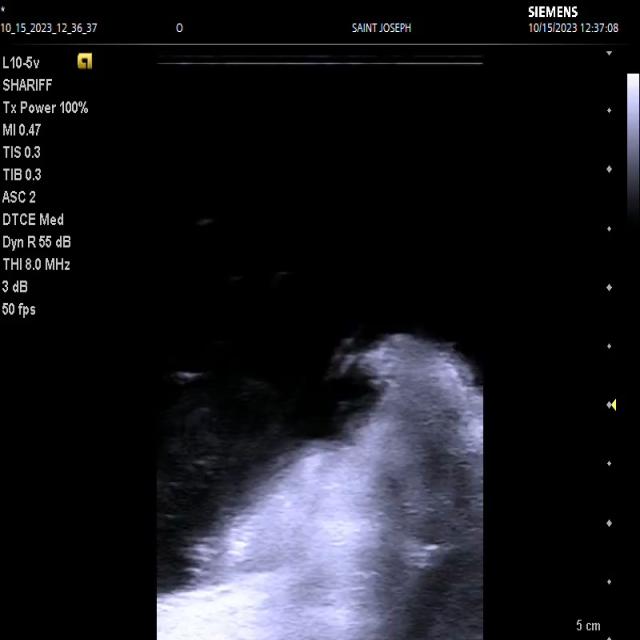 *
SIEMENS
10_15_2023_12_36_37 O SAINT JOSEPH 10/15/2023 12:37:08
L10-5v
SHARIFF
Tx Power 100%
MI 0.47
TIS 0.3
TIB 0.3
ASC 2
DTCE Med
Dyn R 55 dB
THI 8.0 MHz
3 dB
50 fps
5 cm